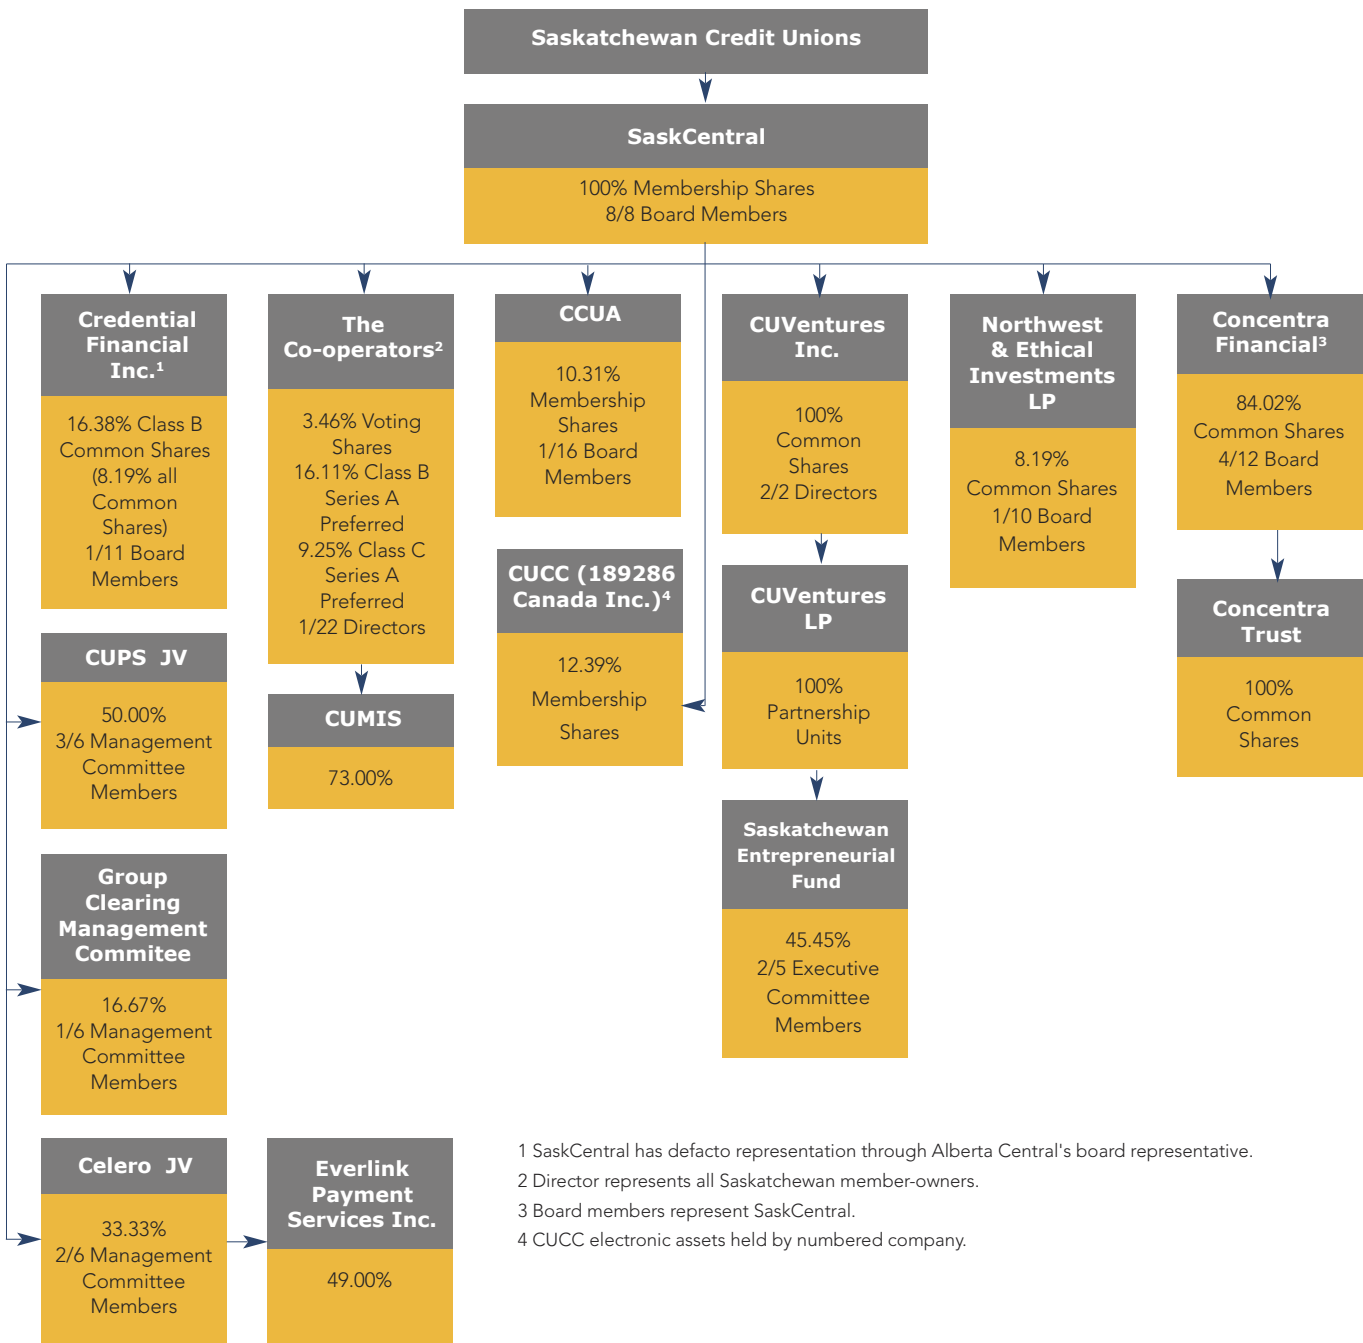 Saskatchewan Credit Unions
SaskCentral
100% Membership Shares
8/8 Board Members
Credential
Financial
Inc.1
16.38% Class B
Common Shares
(8.19% all
Common
Shares)
1/11 Board
Members
The
Co-operators2
3.46% Voting
Shares
16.11% Class B
Series A
Preferred
9.25% Class C
Series A
Preferred
1/22 Directors
CUMIS
73.00%
CCUA
10.31%
Membership
Shares
1/16 Board
Members
CUCC (189286
Canada Inc.)4
12.39%
Membership
Shares
CUVentures
Inc.
100%
Common
Shares
2/2 Directors
CUVentures
LP
100%
Partnership
Units
Saskatchewan
Entrepreneurial
Fund
45.45%
2/5 Executive
Committee
Members
Northwest
& Ethical
Investments
LP
8.19%
Common Shares
1/10 Board
Members
Concentra
Financial3
84.02%
Common Shares
4/12 Board
Members
Concentra
Trust
100%
Common
Shares
CUPS JV
50.00%
3/6 Management
Committee
Members
Group
Clearing
Management
Commitee
16.67%
1/6 Management
Committee
Members
Celero JV
33.33%
2/6 Management
Committee
Members
Everlink
Payment
Services Inc.
49.00%
1 SaskCentral has defacto representation through Alberta Central's board representative.
2 Director represents all Saskatchewan member-owners.
3 Board members represent SaskCentral.
4 CUCC electronic assets held by numbered company.